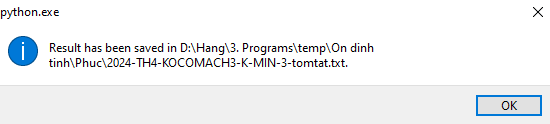 python.exe
Result has been saved in D:\Hang\3. Programs\temp\On dinh
tinh\Phuc\2024-TH4-KOCOMACH3-K-MIN-3-tomtat.txt.
OK